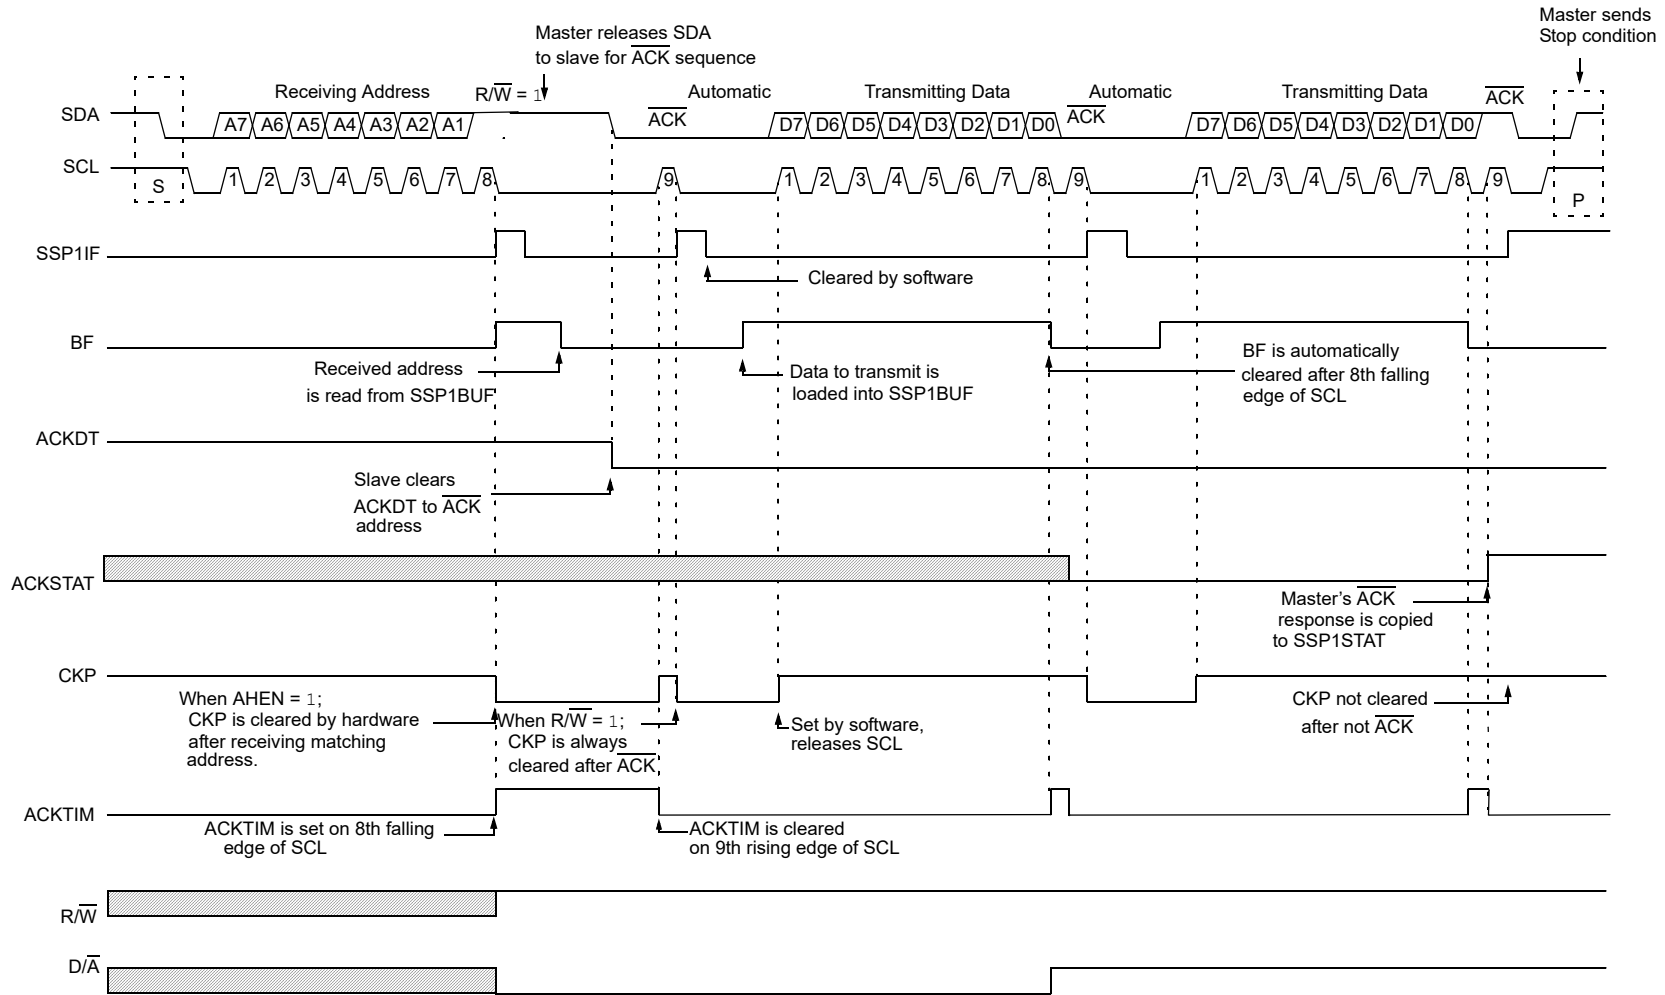 Master sends
Stop condition
Master releases SDA
to slave for ACK sequence
Receiving Address
R/W = 1
Automatic
Transmitting Data
Automatic
Transmitting Data
ACK
SDA
A7 A6 A5 A4 A3 A2 A1
ACK
D7 D6 D5 D4 D3 D2 D1 D0
ACK
D7 D6 D5 D4 D3 D2 D1 D0
SCL
S
1 2 3 4 5 6 7 8
9
1 2 3 4 5 6 7 8 9
1 2 3 4 5 6 7 8 9
P
SSP1IF
Cleared by software
BF
Received address
is read from SSP1BUF
Data to transmit is
loaded into SSP1BUF
BF is automatically
cleared after 8th falling
edge of SCL
ACKDT
Slave clears
ACKDT to ACK
address
ACKSTAT
Master's ACK
response is copied
to SSP1STAT
CKP
When AHEN = 1;
CKP is cleared by hardware
after receiving matching
address.
When R/W = 1;
CKP is always
cleared after ACK
Set by software,
releases SCL
CKP not cleared
after not ACK
ACKTIM
ACKTIM is set on 8th falling
edge of SCL
ACKTIM is cleared
on 9th rising edge of SCL
R/W
D/A